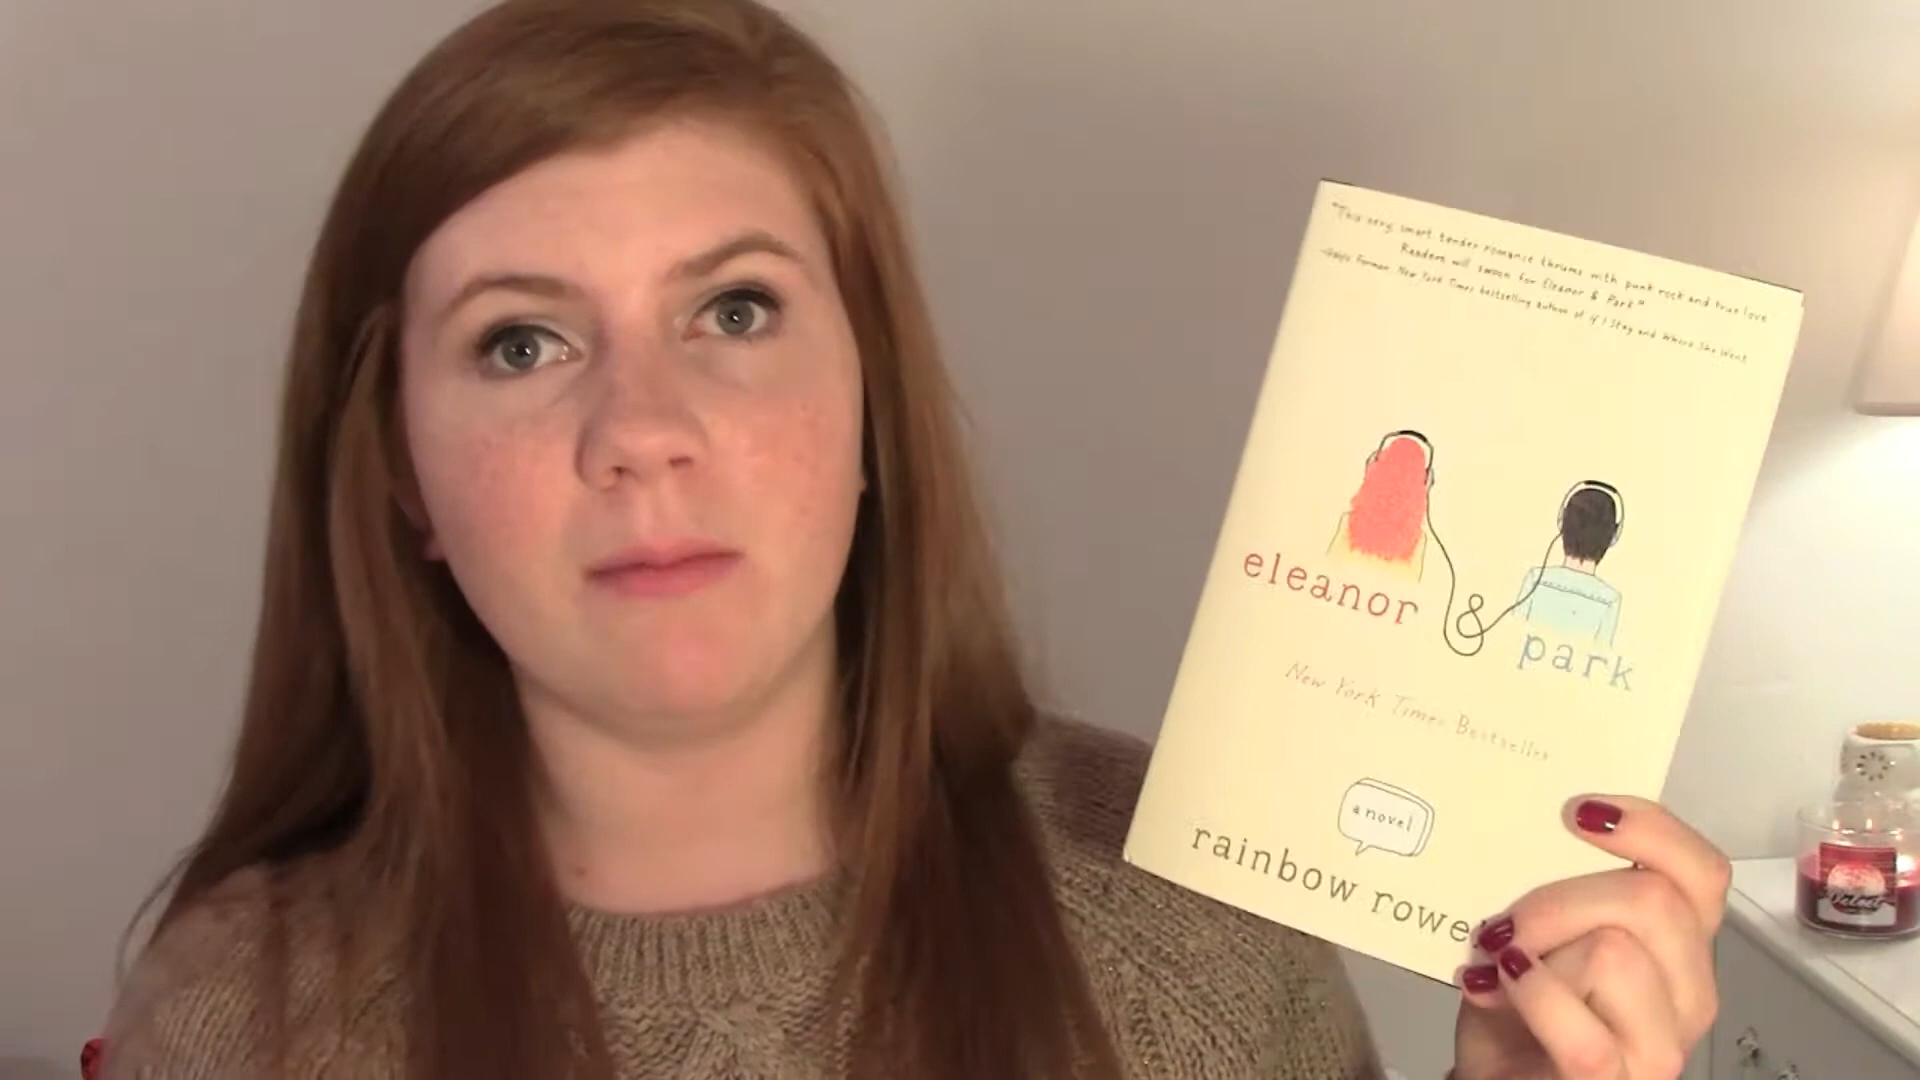 "This very smart tender romance thrums with punk rock and true love
Readers will swoon for Eleanor & Park"
-Gayle Forman, New York Times bestselling author of If I Stay and Where She Went
eleanor
&
park
New York Times Bestseller
a novel
rainbow rowe
Velvet